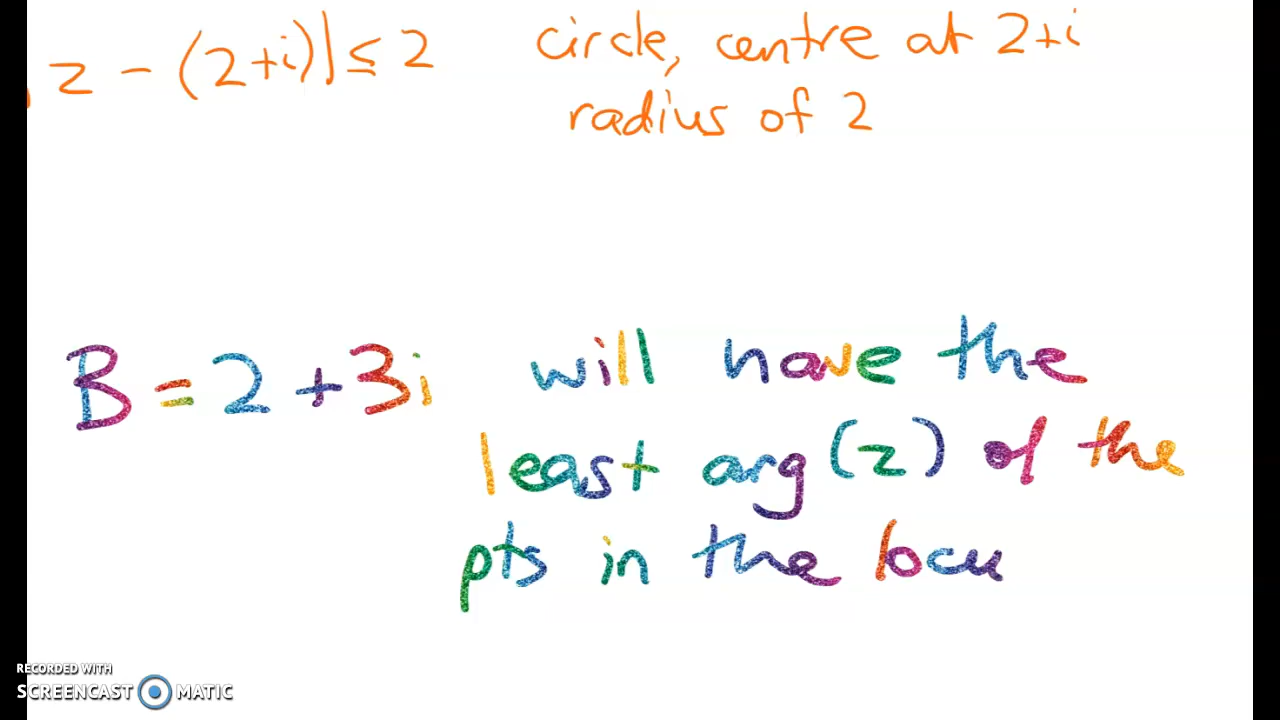 z - (2+i)| ≤ 2
circle, centre at 2+i
radius of 2
B = 2 + 3i
will have the
least arg(z) of the
pts in the locu
RECORDED WITH
SCREENCAST MATIC